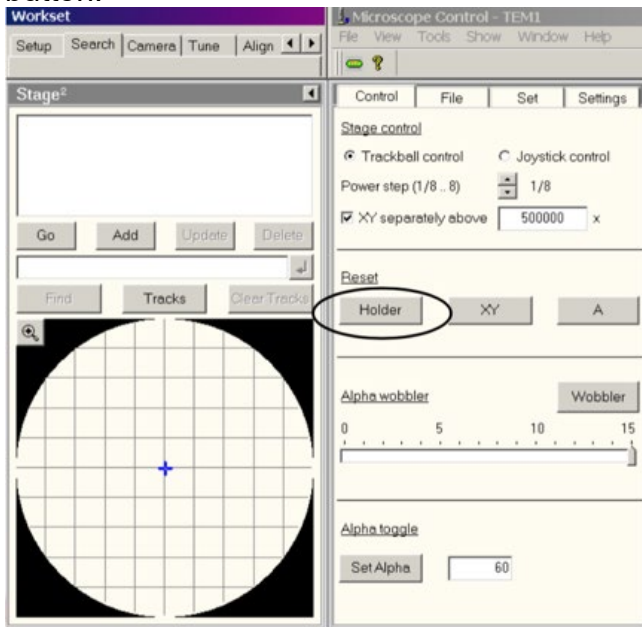 button.
Workset
Setup Search Camera Tune Align
Stage²
Go Add Update Delete
Find Tracks Clear Tracks
Microscope Control - TEM1
File View Tools Show Window Help
?
Control File Set Settings
Stage control
Trackball control Joystick control
Power step (1/8 .. 8) 1/8
XY separately above 500000 x
Reset
Holder XY A
Alpha wobbler Wobbler
0 5 10 15
Alpha toggle
Set Alpha 60